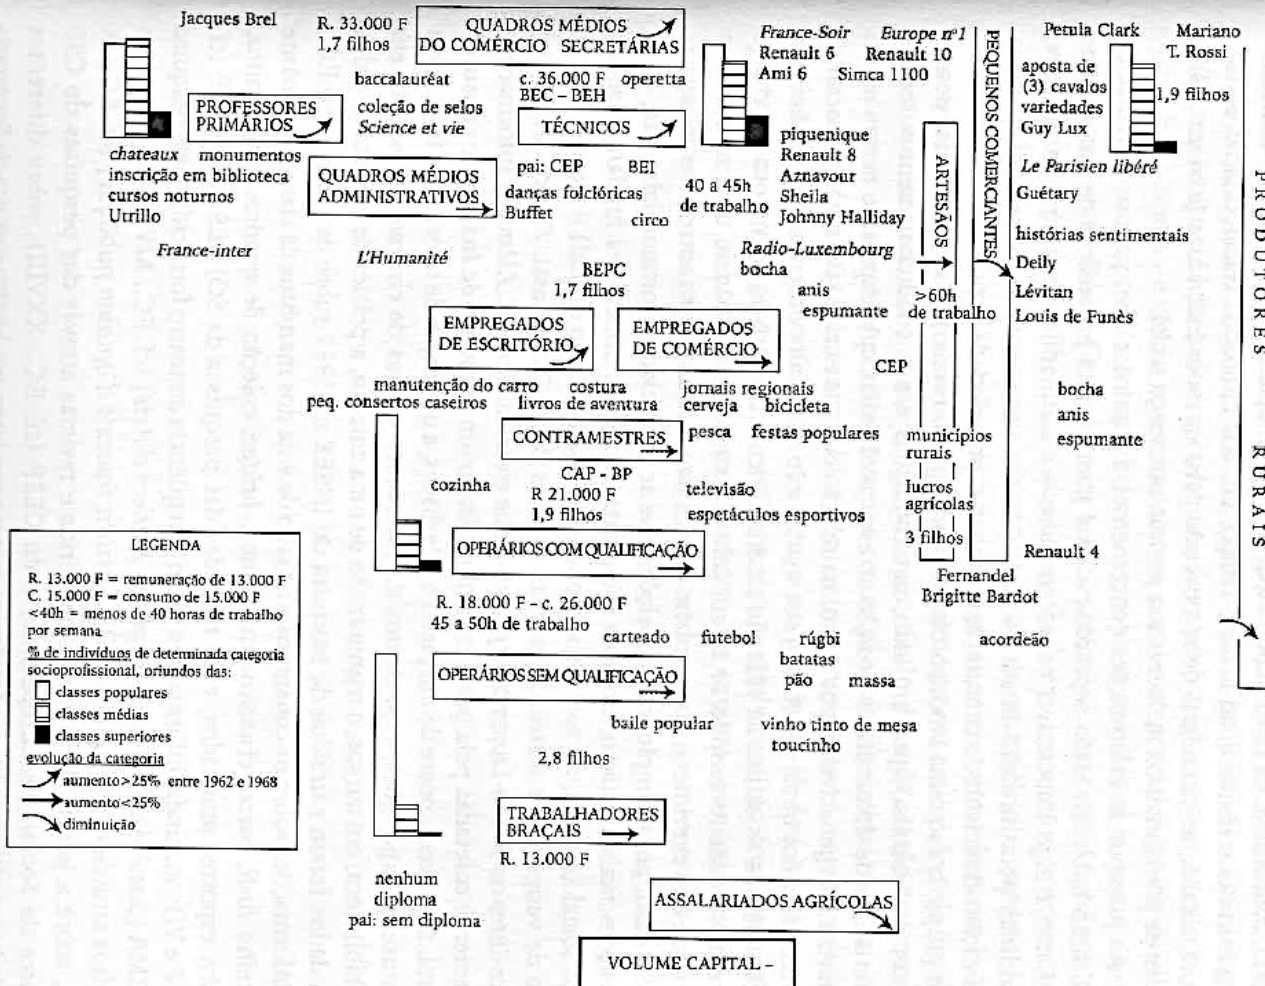 Jacques Brel
R. 33.000 F
1,7 filhos
QUADROS MÉDIOS
DO COMÉRCIO SECRETÁRIAS
France-Soir Europe nº1
Renault 6 Renault 10
Ami 6 Simca 1100
PEQUENOS COMERCIANTES
Petula Clark
Mariano
T. Rossi
aposta de
(3) cavalos
variedades
Guy Lux
1,9 filhos
baccalauréat
c. 36.000 F operetta
BEC – BEH
PROFESSORES
PRIMÁRIOS
coleção de selos
Science et vie
TÉCNICOS
piquenique
Renault 8
Aznavour
Sheila
Johnny Halliday
ARTESÃOS
Le Parisien libéré
Guétary
chateaux monumentos
inscrição em biblioteca
cursos noturnos
Utrillo
QUADROS MÉDIOS
ADMINISTRATIVOS
pai: CEP BEI
danças folclóricas
Buffet
circo
40 a 45h
de trabalho
PRODUTORES RURAIS
histórias sentimentais
France-inter
L'Humanité
Radio-Luxembourg
bocha
Deily
BEPC
1,7 filhos
anis
espumante
>60h
de trabalho
Lévitan
Louis de Funès
EMPREGADOS
DE ESCRITÓRIO
EMPREGADOS
DE COMÉRCIO
CEP
manutenção do carro costura
jornais regionais
peq. consertos caseiros livros de aventura
cerveja bicicleta
bocha
anis
espumante
CONTRAMESTRES
pesca festas populares
municípios
rurais
cozinha
CAP - BP
R 21.000 F
1,9 filhos
televisão
espetáculos esportivos
lucros
agrícolas
3 filhos
OPERÁRIOS COM QUALIFICAÇÃO
Renault 4
Fernandel
Brigitte Bardot
R. 18.000 F – c. 26.000 F
45 a 50h de trabalho
carteado futebol rúgbi
acordeão
batatas
pão massa
OPERÁRIOS SEM QUALIFICAÇÃO
baile popular
vinho tinto de mesa
toucinho
2,8 filhos
TRABALHADORES
BRAÇAIS
R. 13.000 F
nenhum
diploma
pai: sem diploma
ASSALARIADOS AGRÍCOLAS
VOLUME CAPITAL –
LEGENDA
R. 13.000 F = remuneração de 13.000 F
C. 15.000 F = consumo de 15.000 F
<40h = menos de 40 horas de trabalho
por semana
% de indivíduos de determinada categoria
socioprofissional, oriundos das:
classes populares
classes médias
classes superiores
evolução da categoria
aumento>25% entre 1962 e 1968
aumento<25%
diminuição